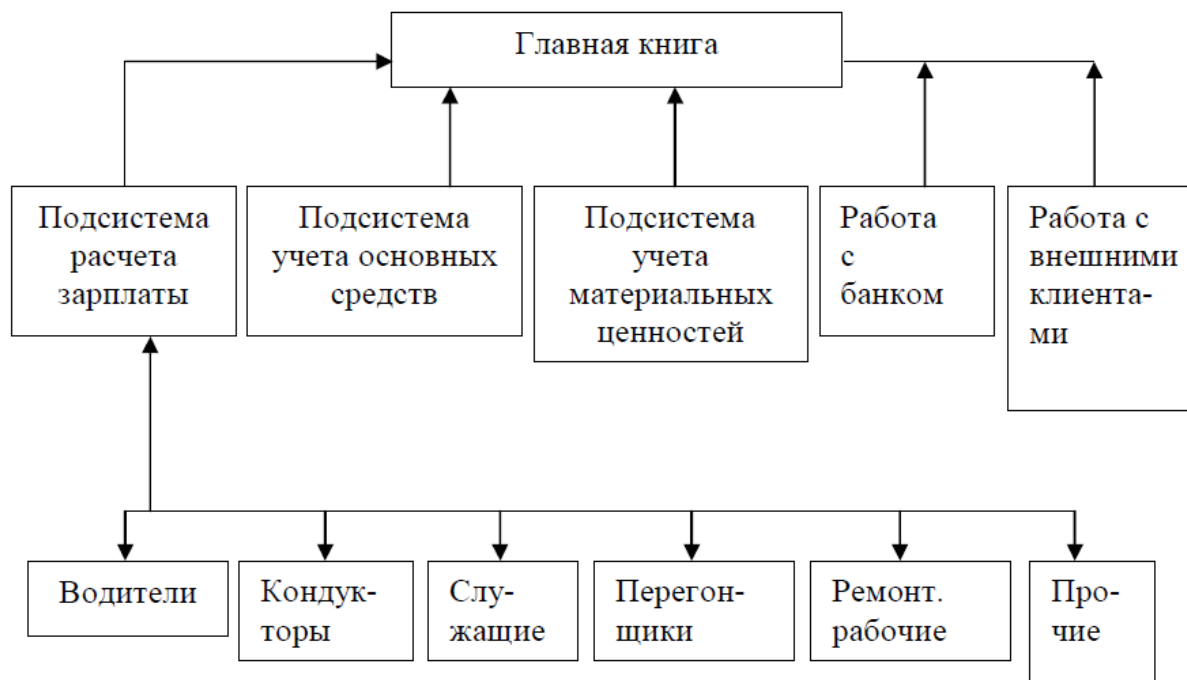 Главная книга
Подсистема
расчета
зарплаты
Подсистема
учета основных
средств
Подсистема
учета
материальных
ценностей
Работа
с
банком
Работа с
внешними
клиента-
ми
Водители
Кондук-
торы
Слу-
жащие
Перегон-
щики
Ремонт.
рабочие
Про-
чие